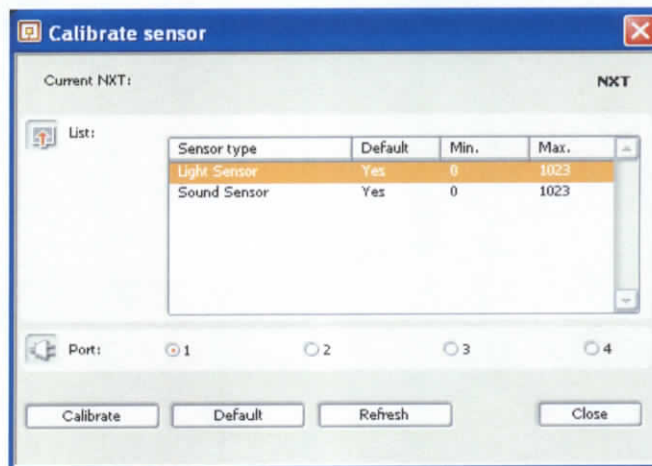 Calibrate sensor
Current NXT: NXT
List:
Sensor type Default Min. Max.
Light Sensor Yes 0 1023
Sound Sensor Yes 0 1023
Port: 1 2 3 4
Calibrate Default Refresh Close